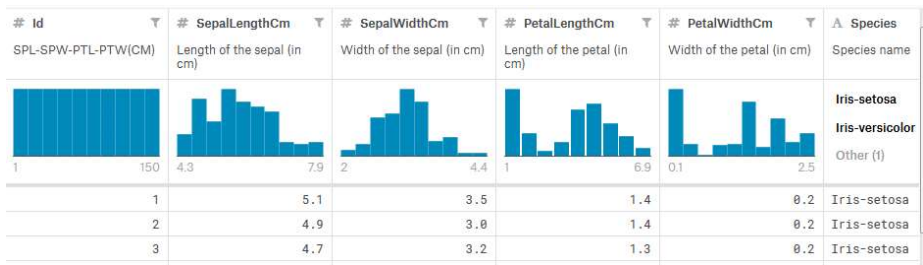 # Id # SepalLengthCm # SepalWidthCm # PetalLengthCm # PetalWidthCm A Species
SPL-SPW-PTL-PTW(CM) Length of the sepal (in cm) Width of the sepal (in cm) Length of the petal (in cm) Width of the petal (in cm) Species name
Iris-setosa
Iris-versicolor
Other (1)
1 150 4.3 7.9 2 4.4 1 6.9 0.1 2.5
1 5.1 3.5 1.4 0.2 Iris-setosa
2 4.9 3.0 1.4 0.2 Iris-setosa
3 4.7 3.2 1.3 0.2 Iris-setosa